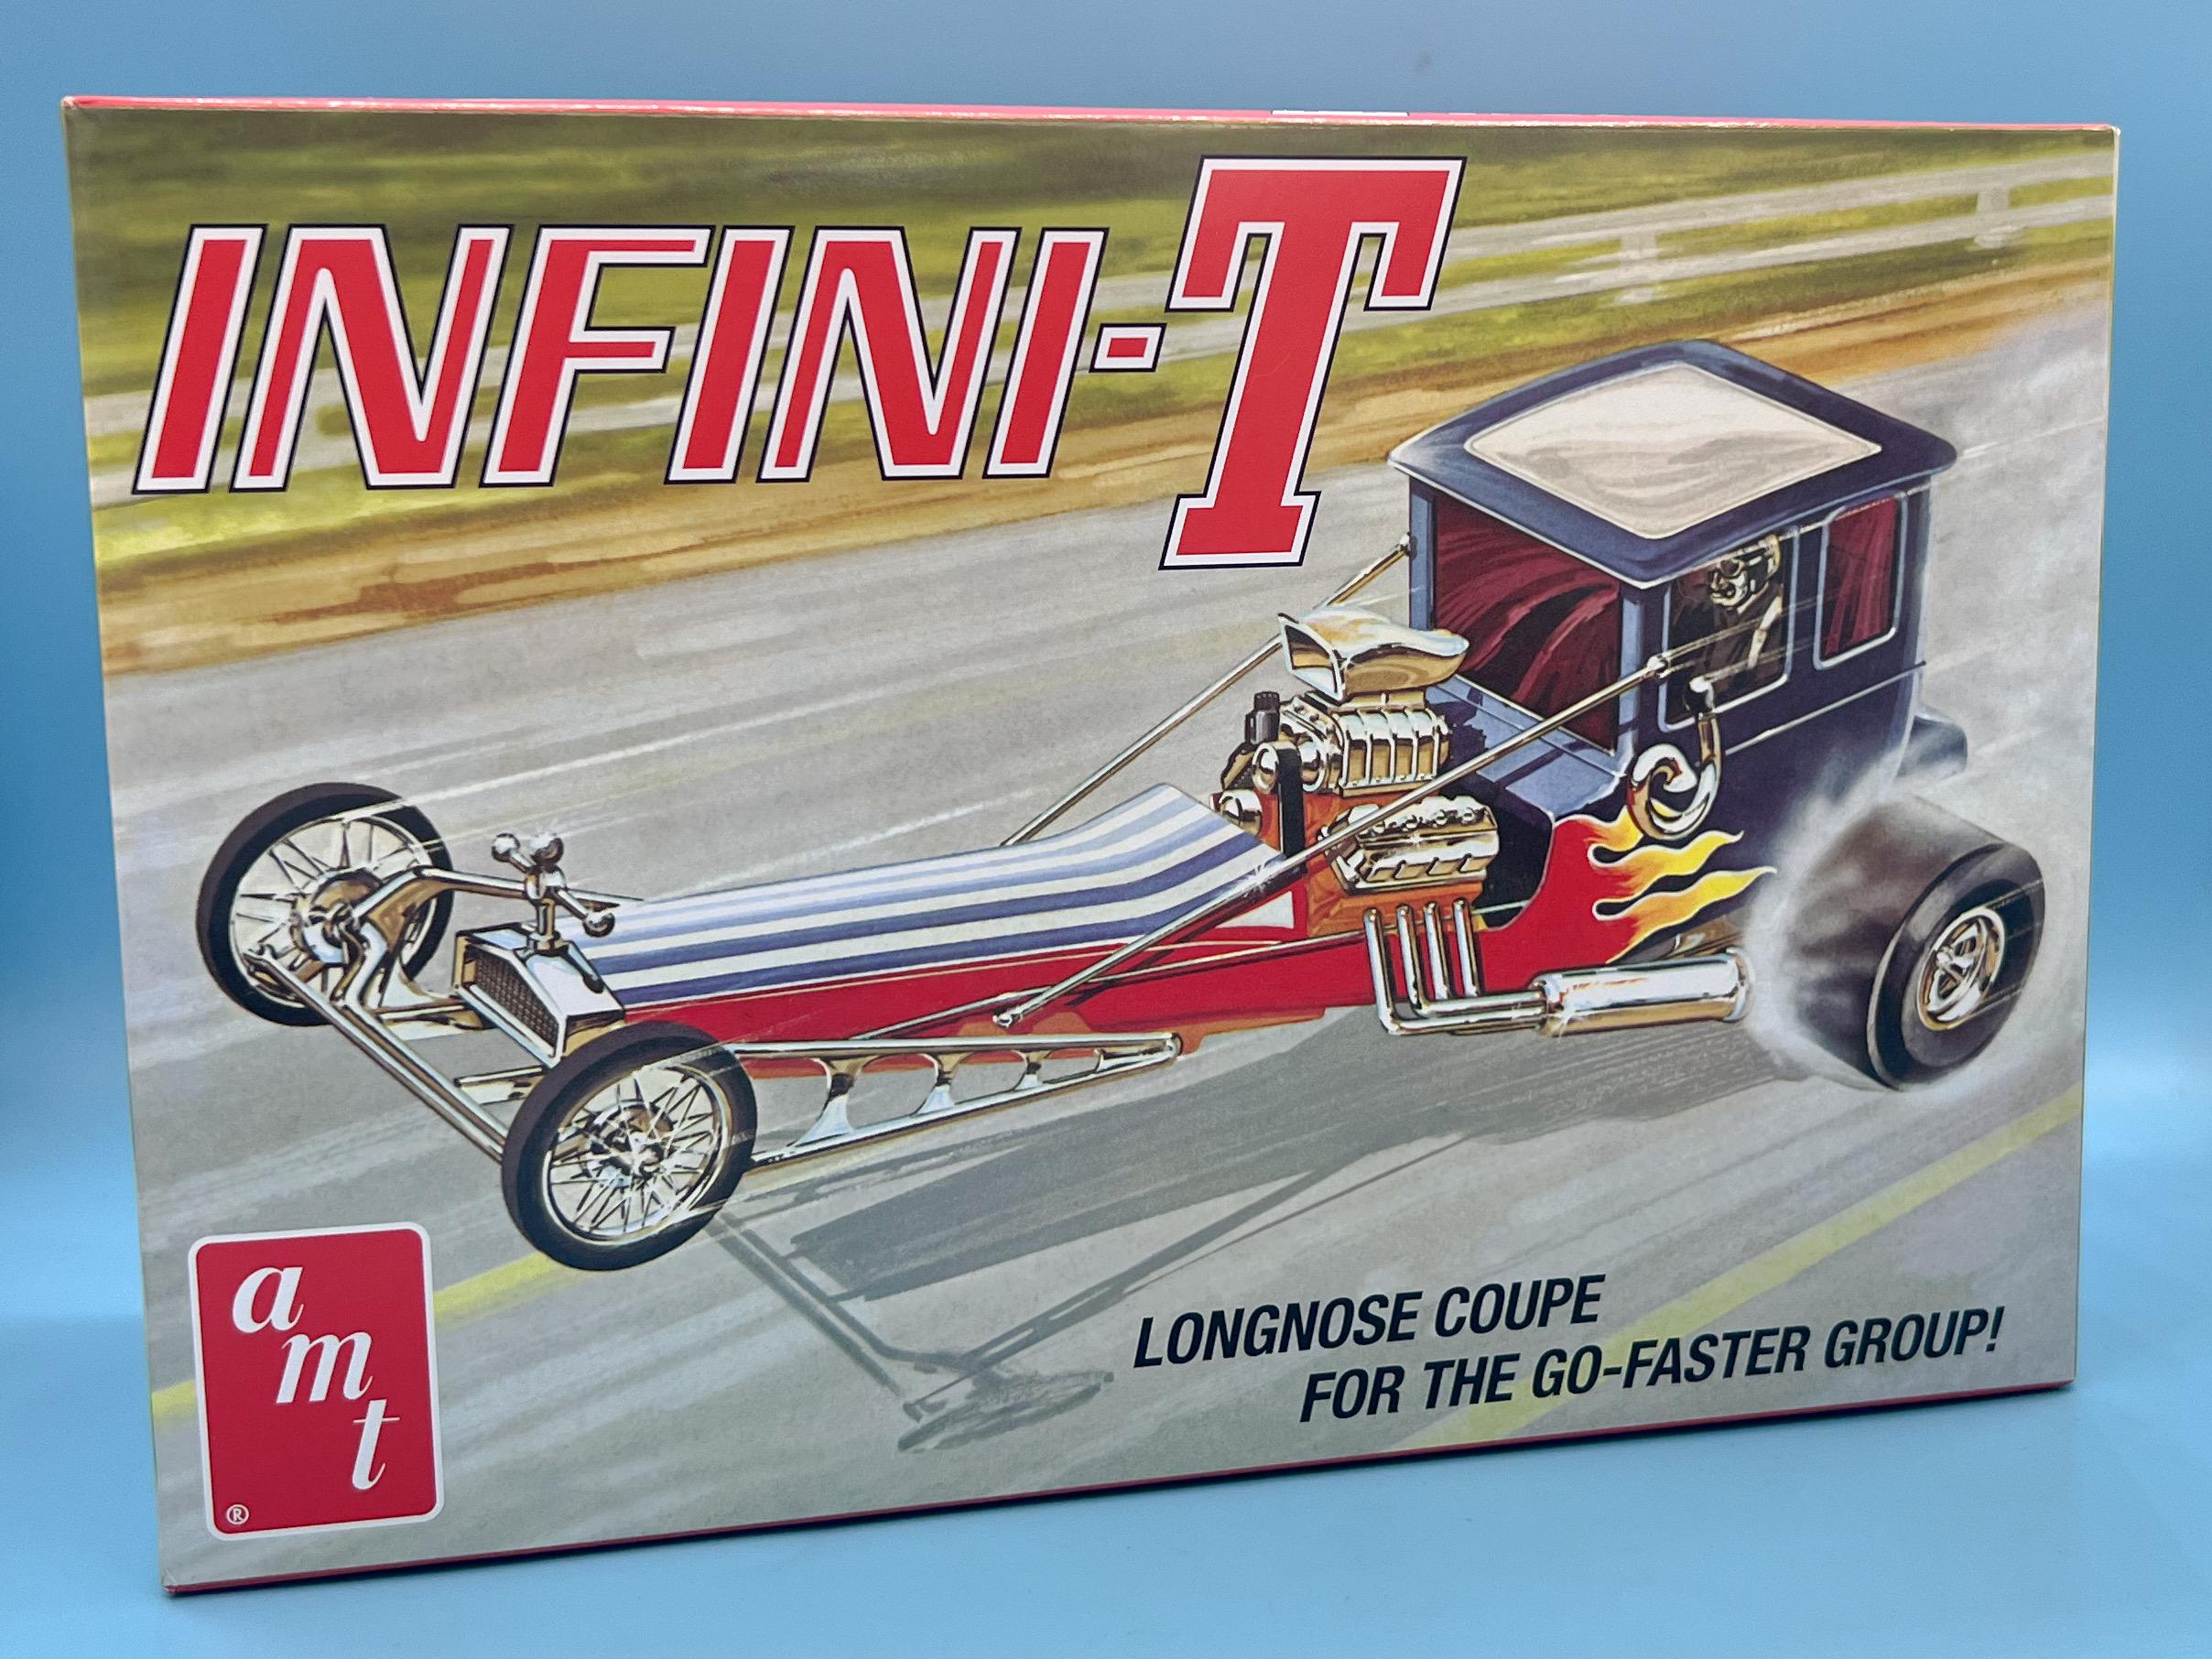 INFINI-T
LONGNOSE COUPE
FOR THE GO-FASTER GROUP!
amt
®